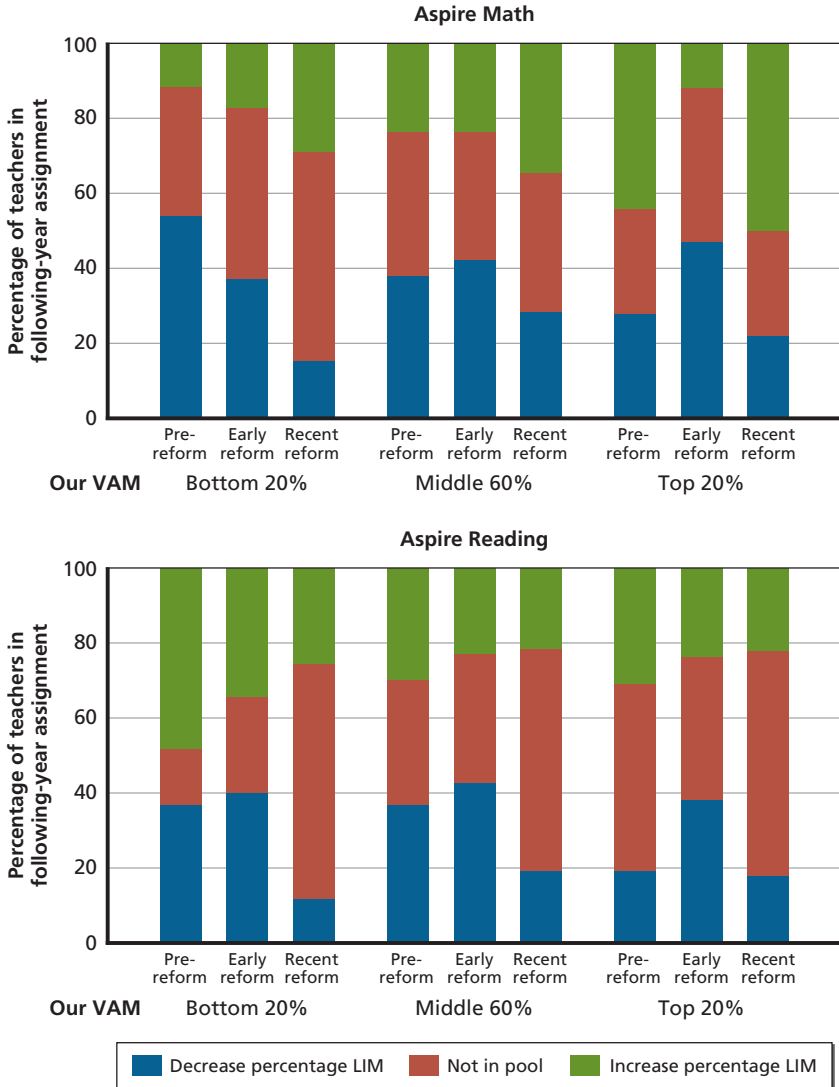 Aspire Math
Percentage of teachers in
following-year assignment
100
80
60
40
20
0
Pre-
reform
Early
reform
Recent
reform
Pre-
reform
Early
reform
Recent
reform
Pre-
reform
Early
reform
Recent
reform
Our VAM Bottom 20% Middle 60% Top 20%
Aspire Reading
Percentage of teachers in
following-year assignment
100
80
60
40
20
0
Pre-
reform
Early
reform
Recent
reform
Pre-
reform
Early
reform
Recent
reform
Pre-
reform
Early
reform
Recent
reform
Our VAM Bottom 20% Middle 60% Top 20%
Decrease percentage LIM Not in pool Increase percentage LIM